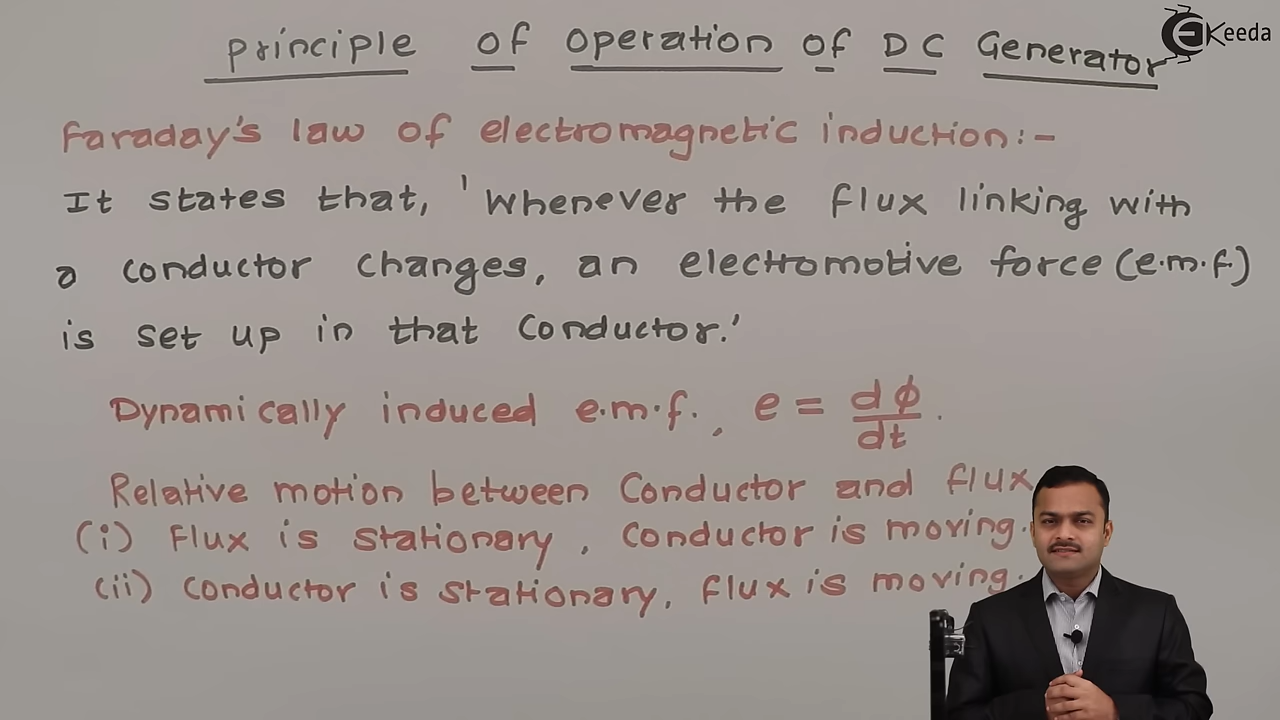 Principle of Operation of DC Generator
EKeeda
Faraday's law of electromagnetic induction:-
It states that, 'Whenever the flux linking with
a conductor changes, an electromotive force (e.m.f.)
is set up in that Conductor.'
Dynamically induced e.m.f., e = dϕ/dt.
Relative motion between Conductor and flux
(i) Flux is stationary, Conductor is moving.
(ii) Conductor is stationary, flux is moving.